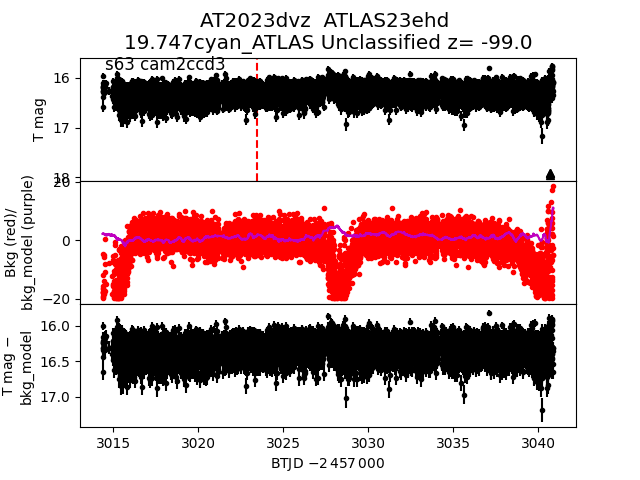 AT2023dvz  ATLAS23ehd
19.747cyan_ATLAS Unclassified z= -99.0
s63 cam2ccd3
16
17
18
T mag
20
0
−20
Bkg (red)/
bkg_model (purple)
16.0
16.5
17.0
T mag −
bkg_model
3015 3020 3025 3030 3035 3040
BTJD −2 457 000